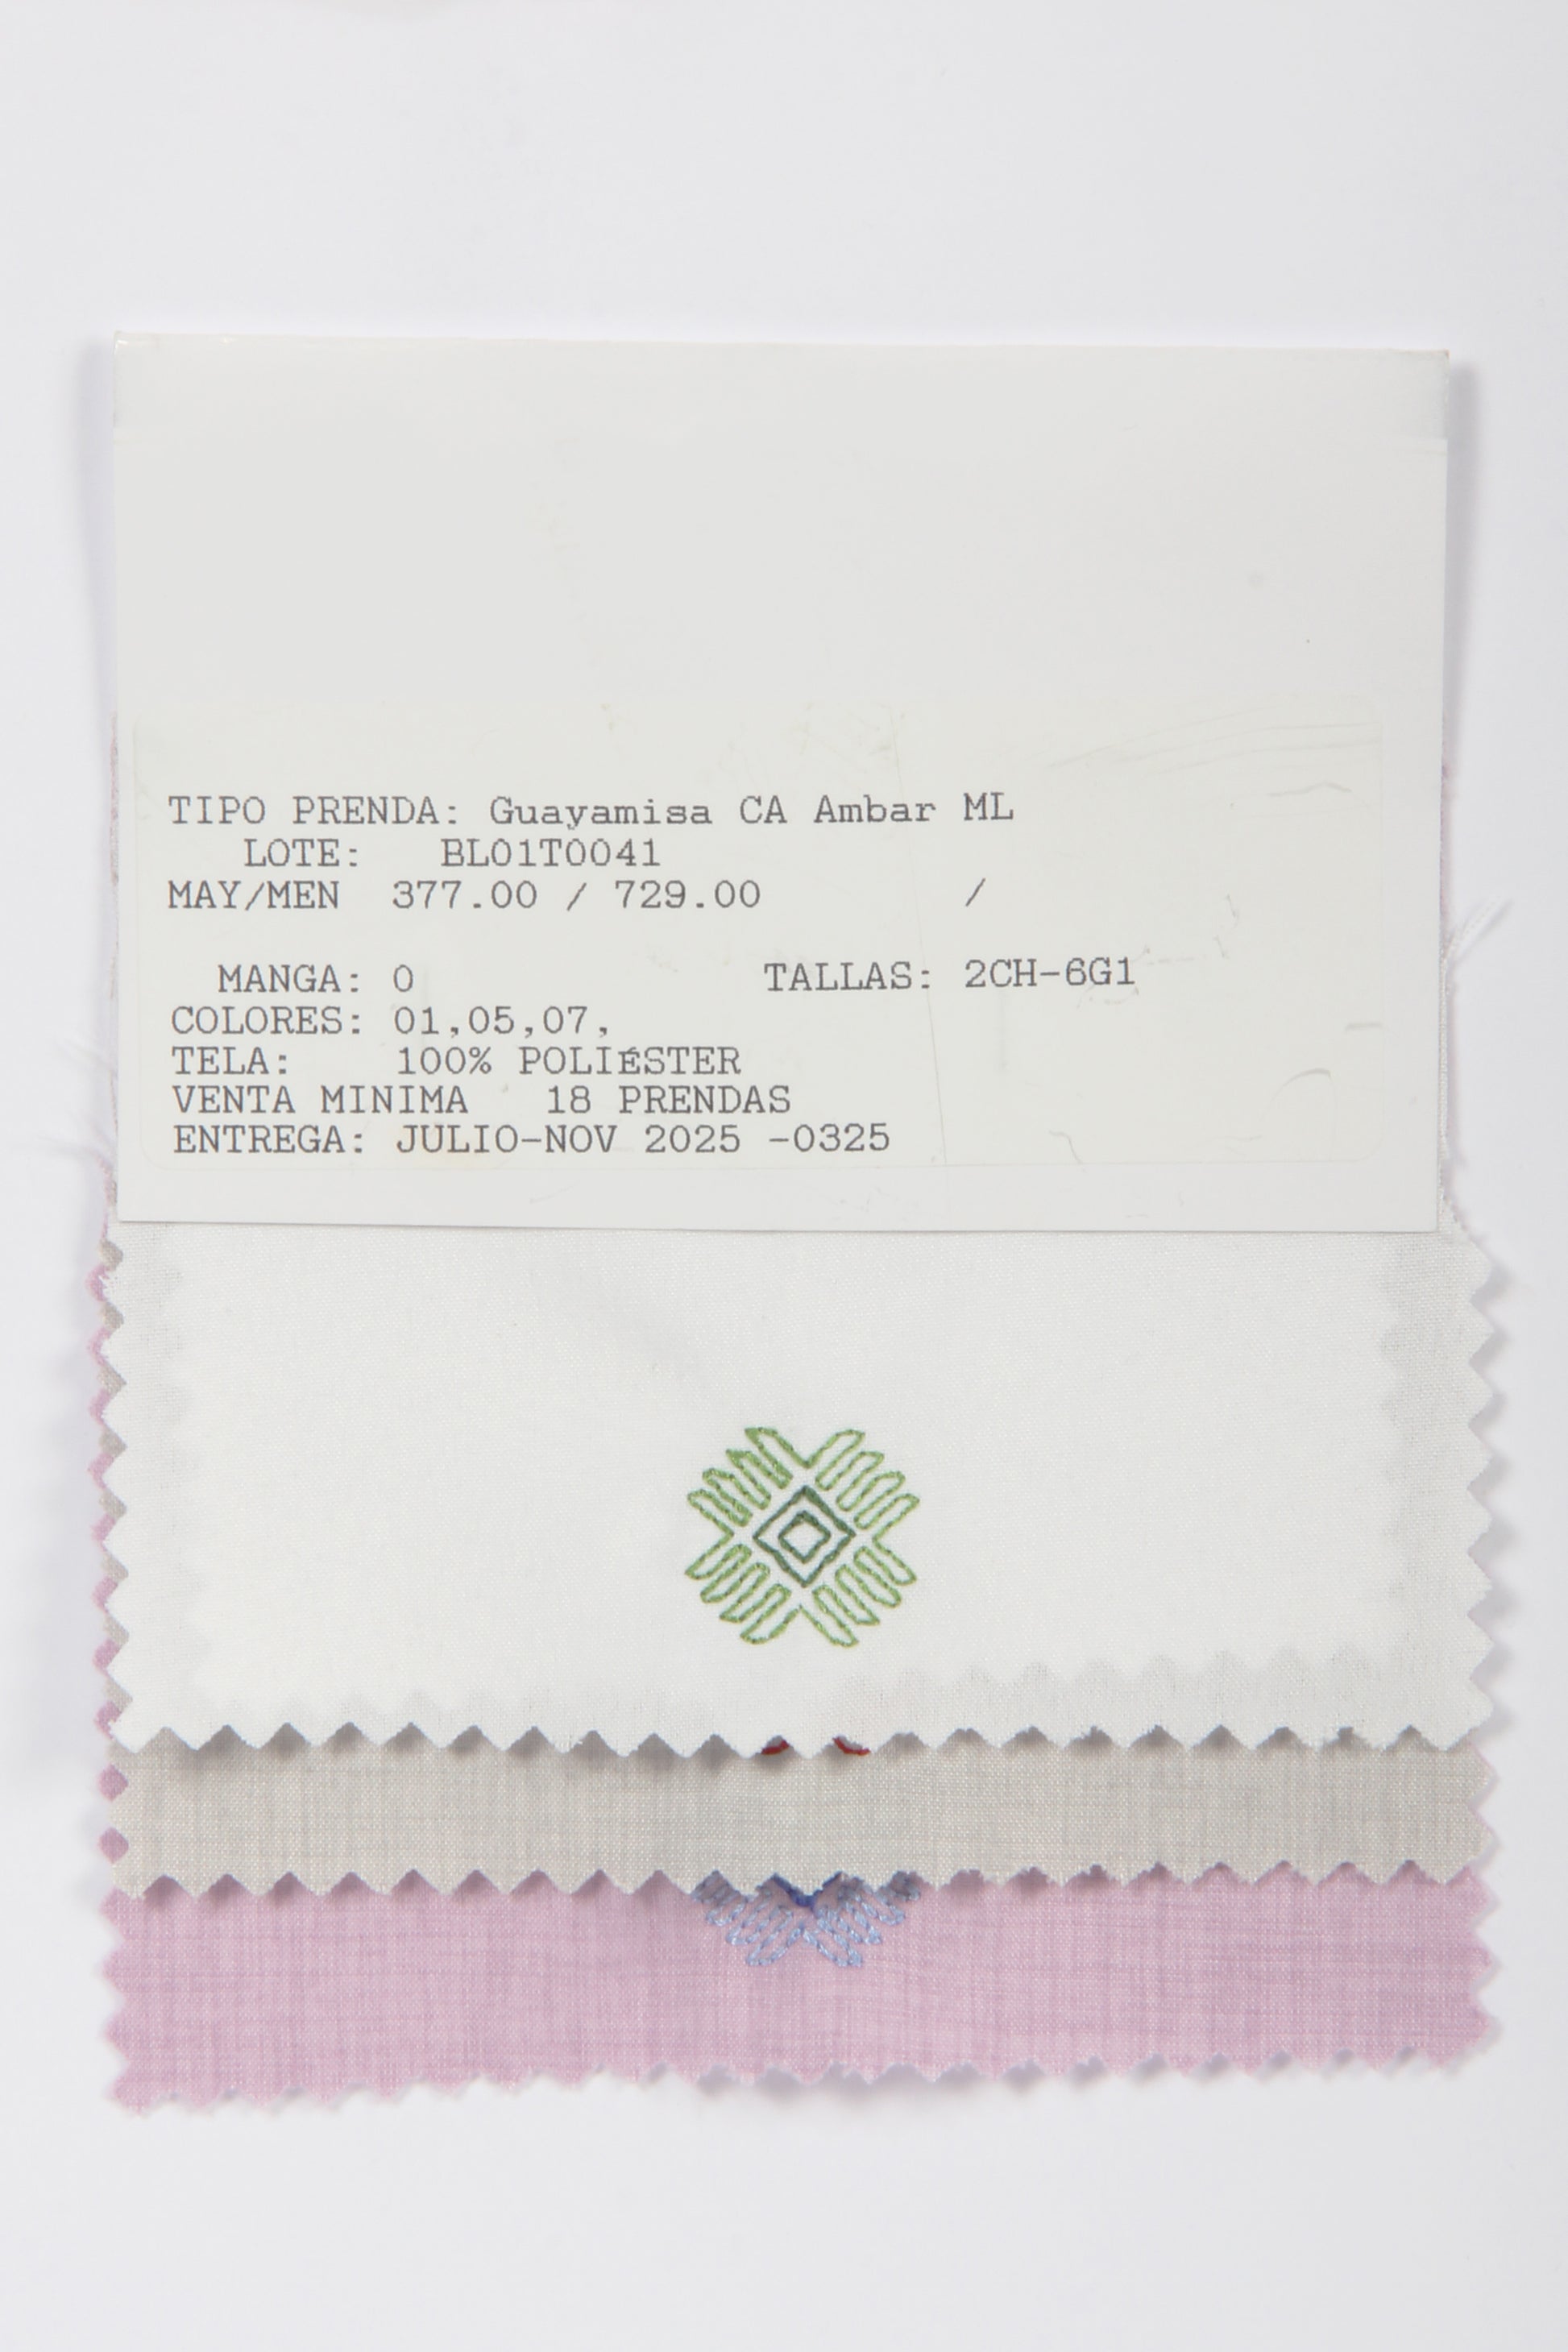 TIPO PRENDA: Guayamisa CA Ambar ML
LOTE: BL01T0041
MAY/MEN 377.00 / 729.00 /
MANGA: 0 TALLAS: 2CH-6G1
COLORES: 01,05,07,
TELA: 100% POLIéSTER
VENTA MINIMA 18 PRENDAS
ENTREGA: JULIO-NOV 2025 -0325